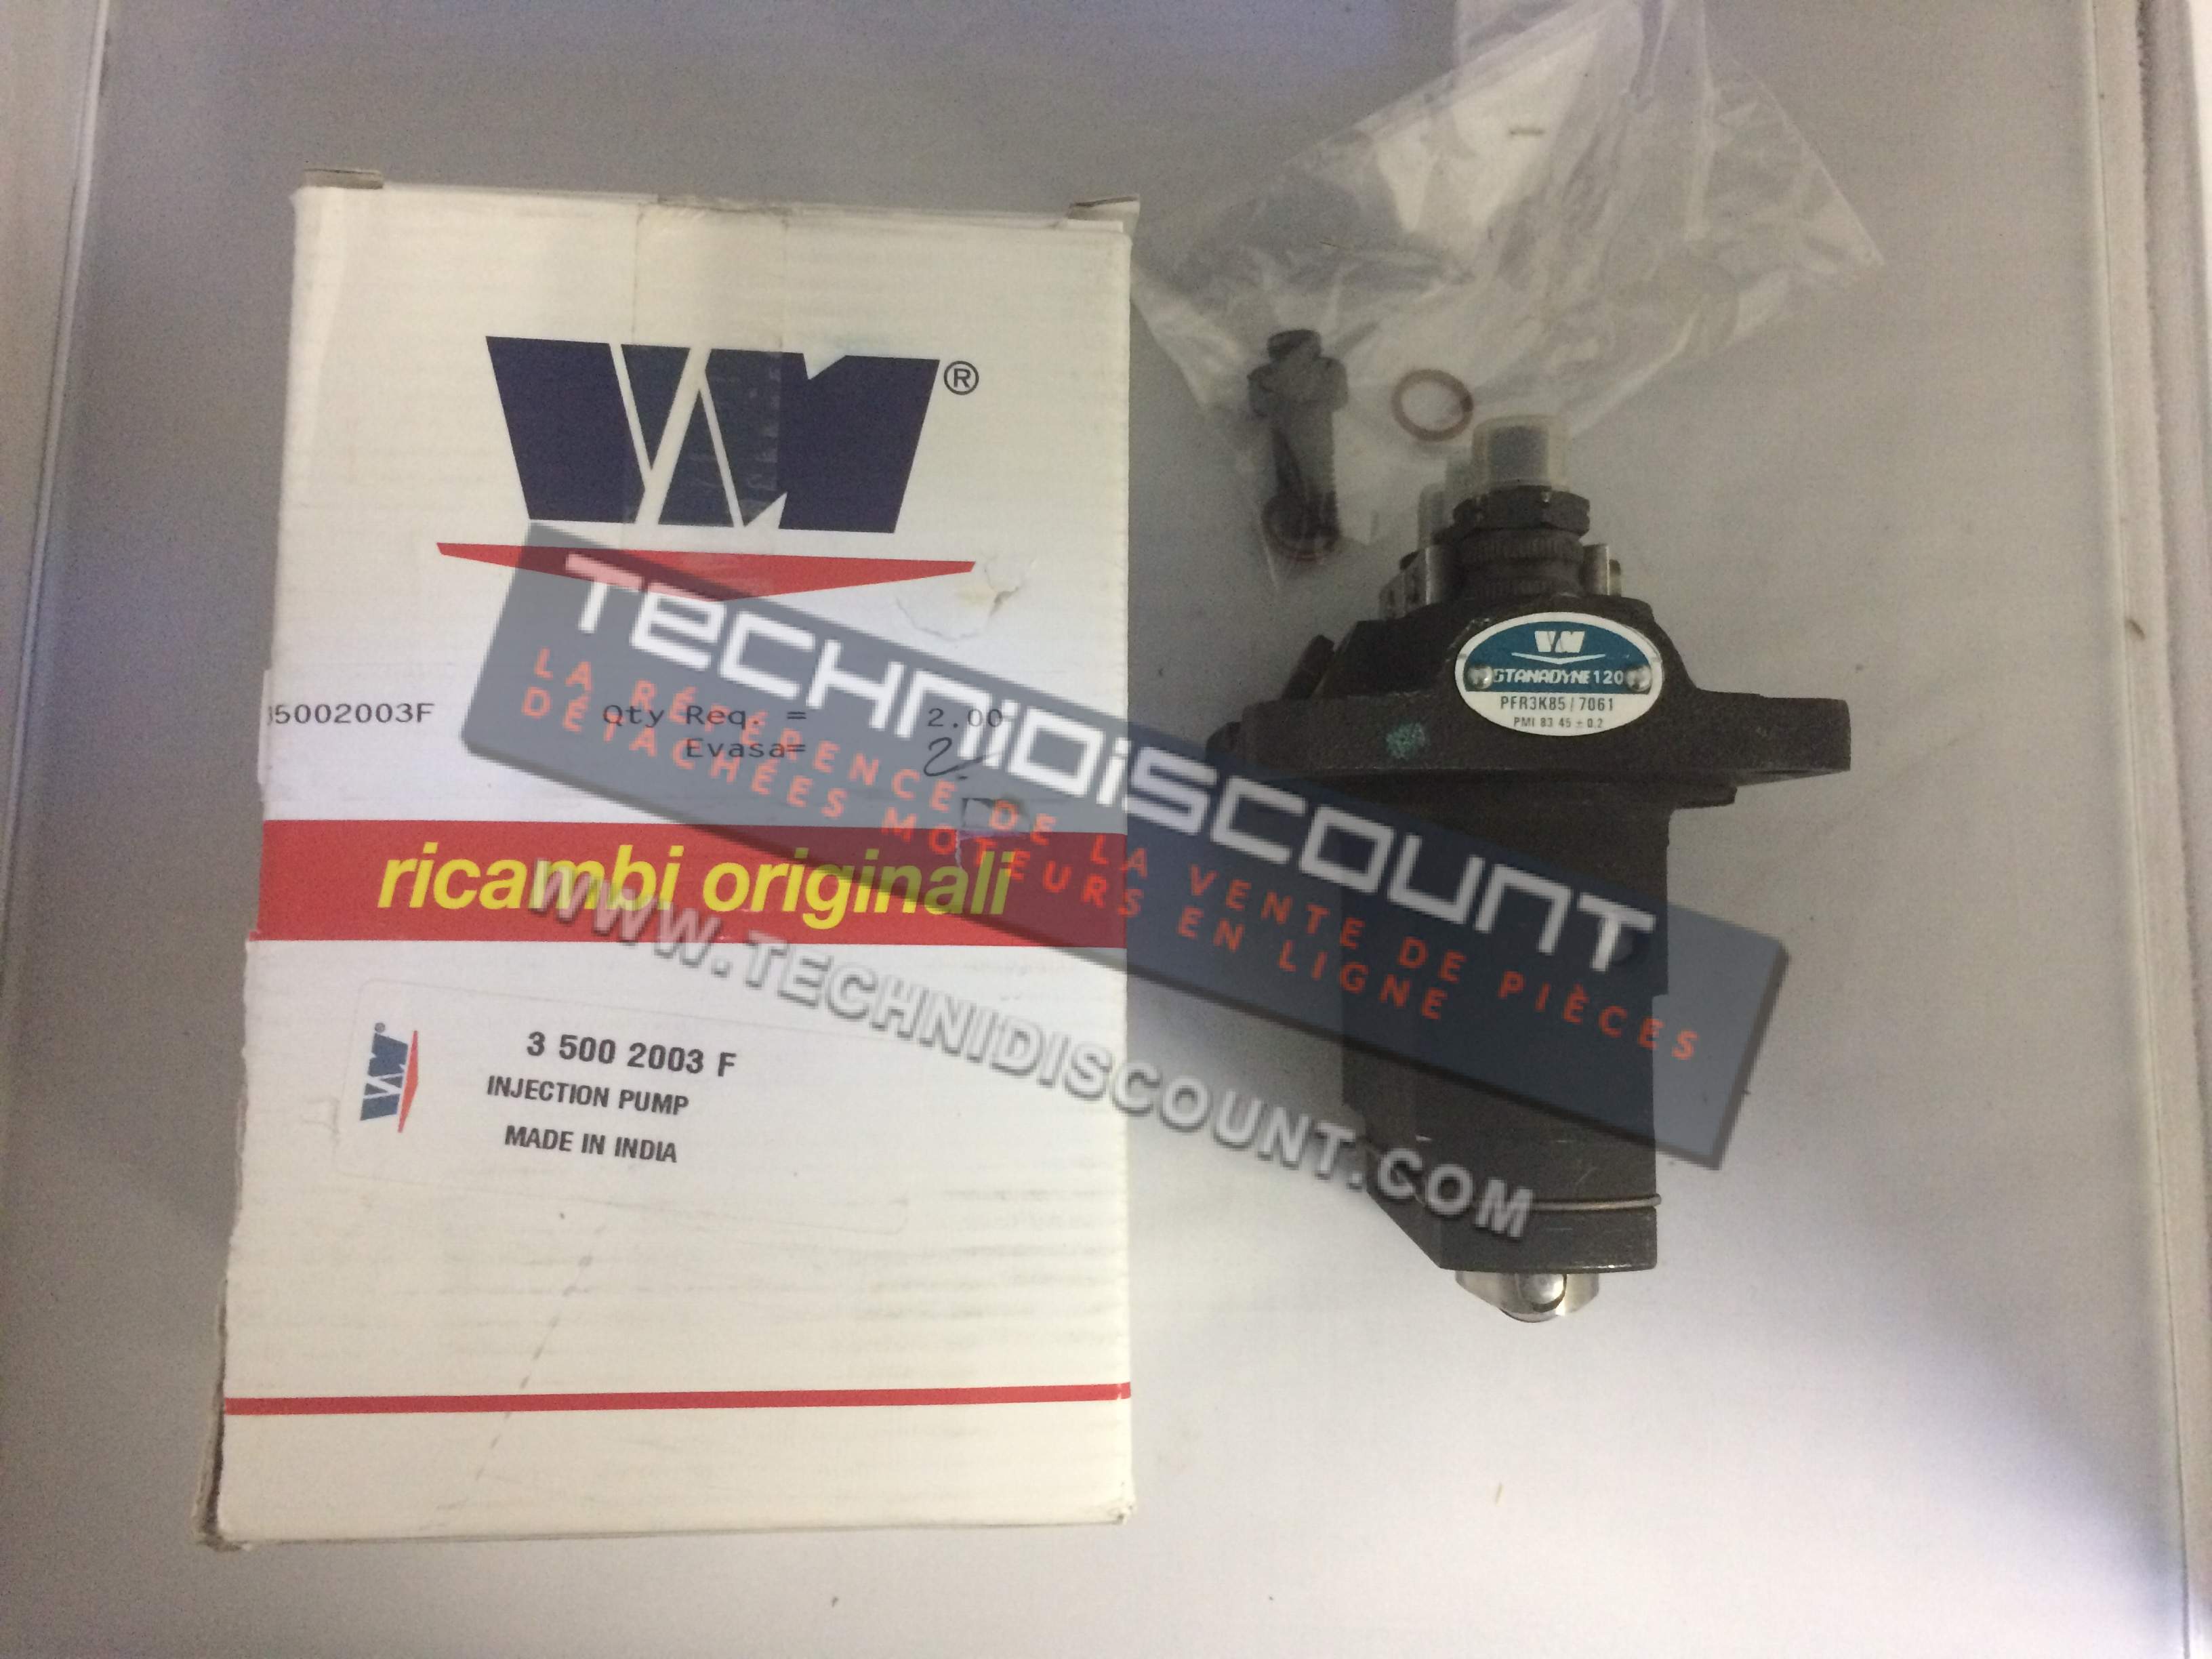 VM®
35002003F Qty Req. = 2.00
Evasa= 2
ricambi originali
VM®
3 500 2003 F
INJECTION PUMP
MADE IN INDIA
VM
STANADYNE 120
PFR3K85/7061
PMI 83 45 ± 0.2
TECHNIDISCOUNT
LA RÉFÉRENCE DE LA VENTE DE PIÈCES
DÉTACHÉES MOTEURS EN LIGNE
WWW.TECHNIDISCOUNT.COM